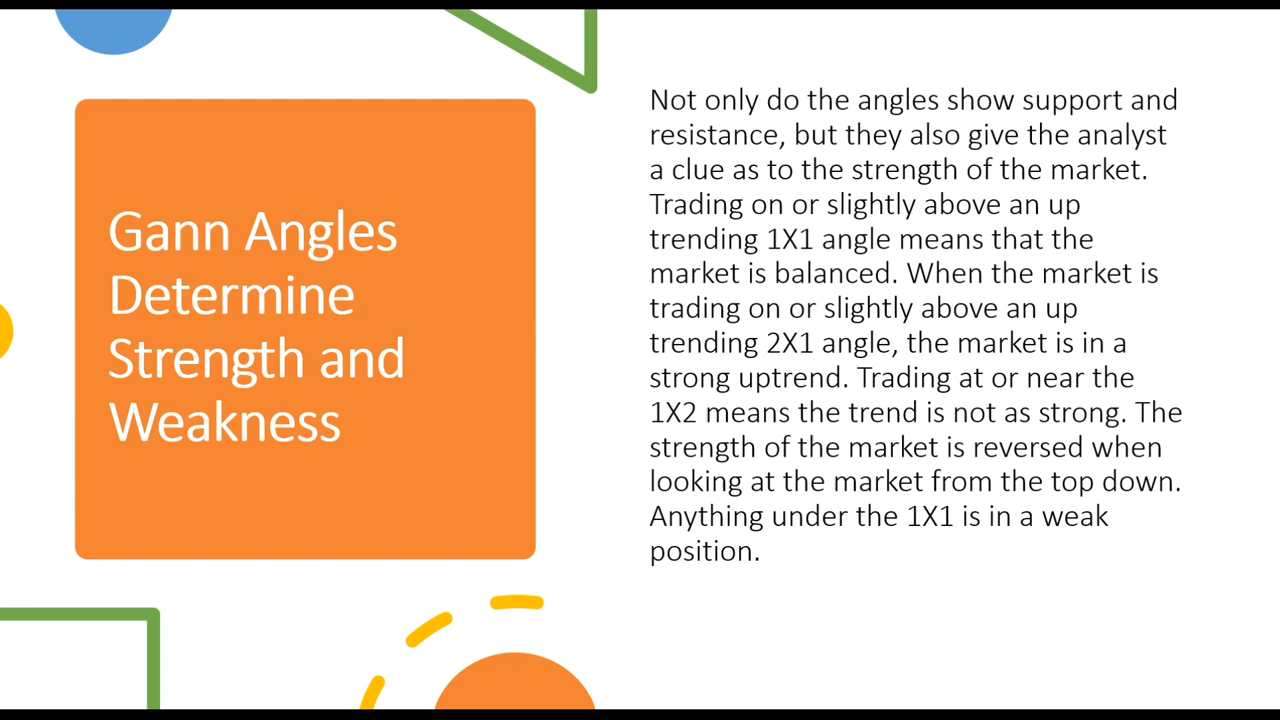 Gann Angles
Determine
Strength and
Weakness
Not only do the angles show support and
resistance, but they also give the analyst
a clue as to the strength of the market.
Trading on or slightly above an up
trending 1X1 angle means that the
market is balanced. When the market is
trading on or slightly above an up
trending 2X1 angle, the market is in a
strong uptrend. Trading at or near the
1X2 means the trend is not as strong. The
strength of the market is reversed when
looking at the market from the top down.
Anything under the 1X1 is in a weak
position.